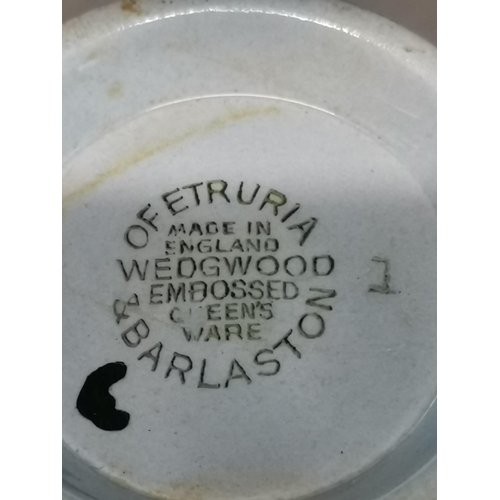 OF ETRURIA
MADE IN
ENGLAND
WEDGWOOD
EMBOSSED
QUEEN'S
WARE
& BARLASTON
1